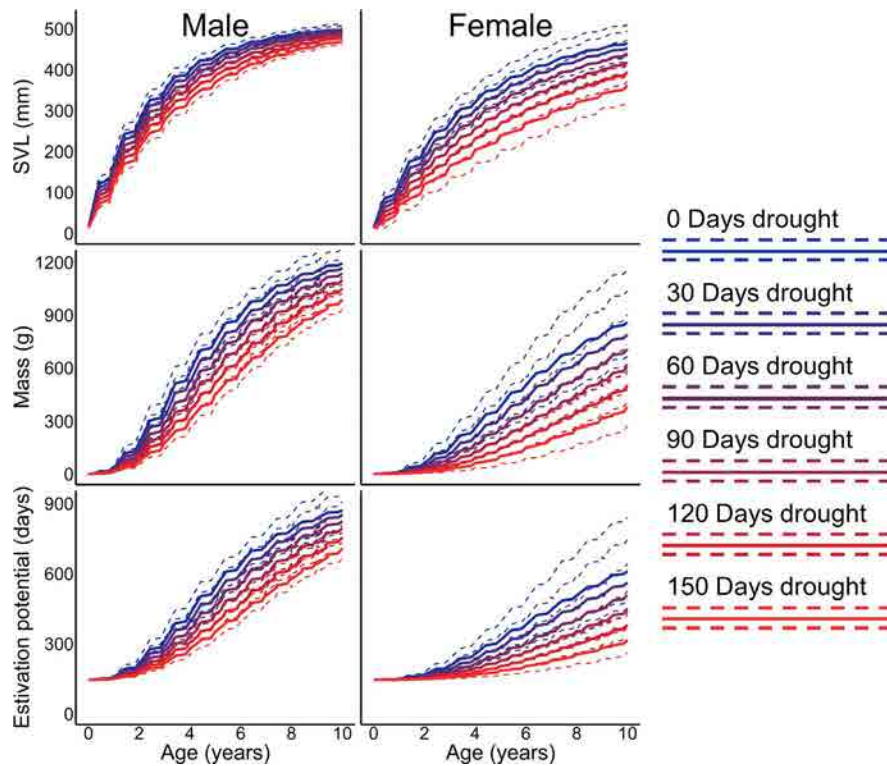 Male
Female
SVL (mm)
500
400
300
200
100
0
Mass (g)
1200
900
600
300
0
Estivation potential (days)
900
600
300
0
0 2 4 6 8 10
Age (years)
0 2 4 6 8 10
Age (years)
0 Days drought
30 Days drought
60 Days drought
90 Days drought
120 Days drought
150 Days drought